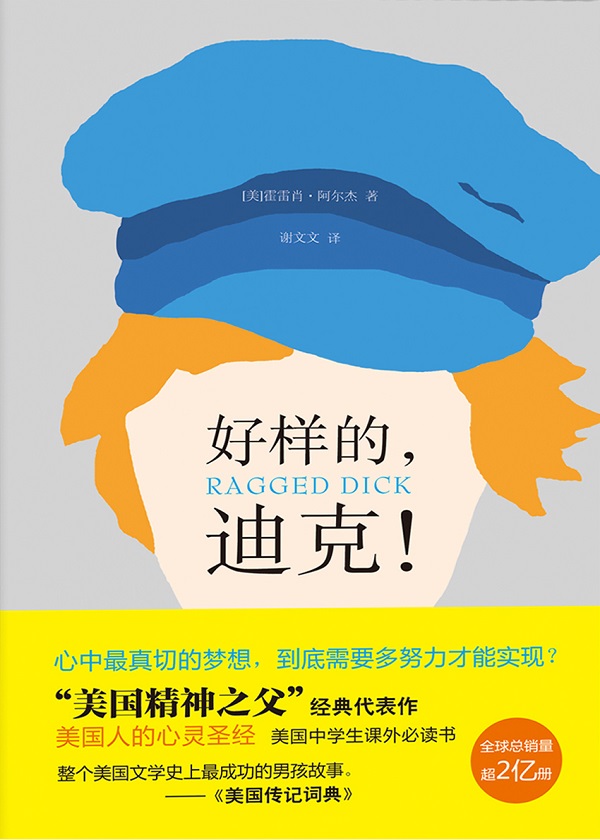 [美]霍雷肖·阿尔杰 著
谢文文 译
好样的，
RAGGED DICK
迪克！
心中最真切的梦想，到底需要多努力才能实现？
“美国精神之父”经典代表作
美国人的心灵圣经 美国中学生课外必读书
整个美国文学史上最成功的男孩故事。
——《美国传记词典》
全球总销量
超2亿册